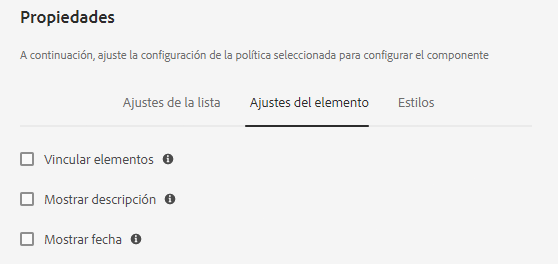 Propiedades
A continuación, ajuste la configuración de la política seleccionada para configurar el componente
Ajustes de la lista Ajustes del elemento Estilos
Vincular elementos
Mostrar descripción
Mostrar fecha